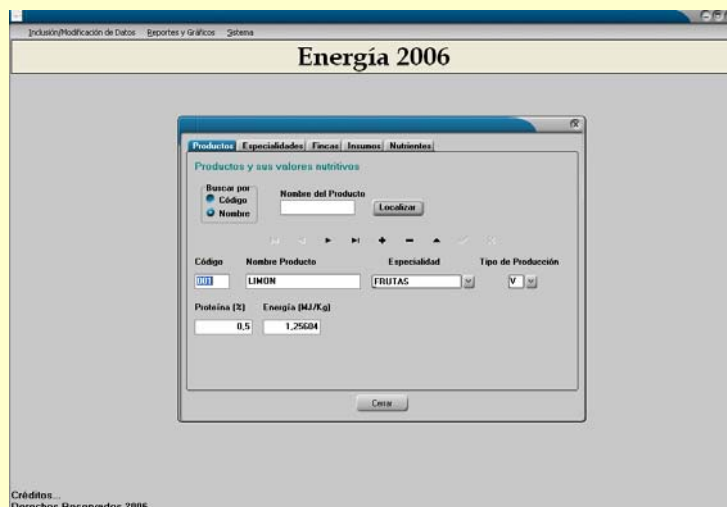 Inclusión/Modificación de Datos Reportes y Gráficos Sistema
Energía 2006
Productos Especialidades Fincas Insumos Nutrientes
Productos y sus valores nutritivos
Buscar por
Código
Nombre
Nombre del Producto
Localizar
Código Nombre Producto Especialidad Tipo de Producción
001 LIMON FRUTAS V
Proteína (%) Energía (MJ/Kg)
0,5 1,25604
Cerrar
Créditos...
Derechos Reservados 2006